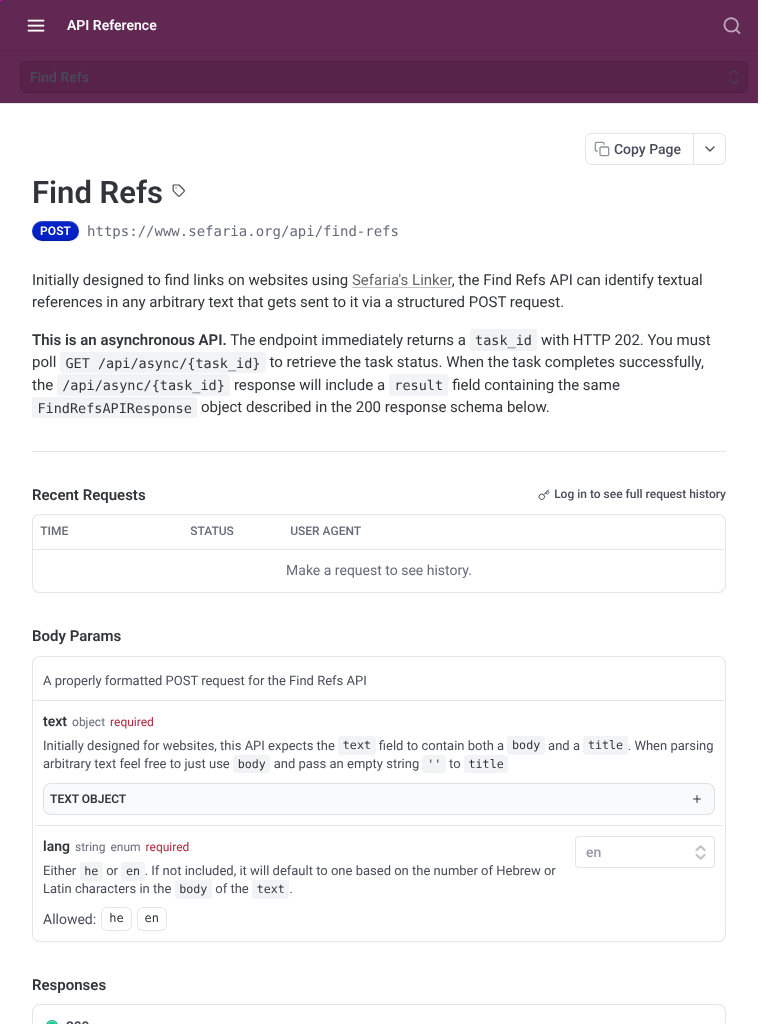 API Reference
Find Refs
Copy Page
Find Refs
POST https://www.sefaria.org/api/find-refs
Initially designed to find links on websites using Sefaria's Linker, the Find Refs API can identify textual
references in any arbitrary text that gets sent to it via a structured POST request.
This is an asynchronous API. The endpoint immediately returns a task_id with HTTP 202. You must
poll GET /api/async/{task_id} to retrieve the task status. When the task completes successfully,
the /api/async/{task_id} response will include a result field containing the same
FindRefsAPIResponse object described in the 200 response schema below.
Recent Requests
Log in to see full request history
TIME STATUS USER AGENT
Make a request to see history.
Body Params
A properly formatted POST request for the Find Refs API
text object required
Initially designed for websites, this API expects the text field to contain both a body and a title. When parsing
arbitrary text feel free to just use body and pass an empty string '' to title
TEXT OBJECT
lang string enum required
en
Either he or en. If not included, it will default to one based on the number of Hebrew or
Latin characters in the body of the text.
Allowed: he en
Responses